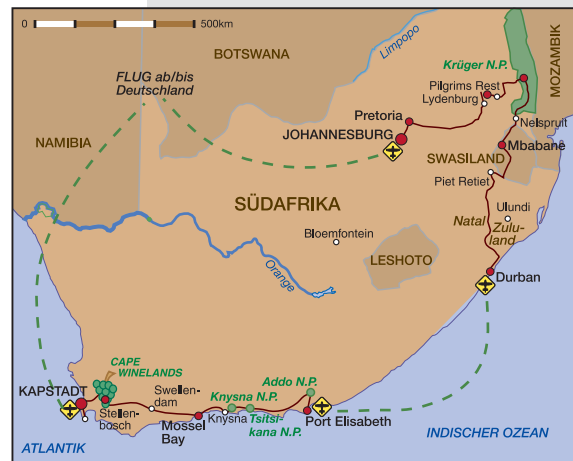 0 500km
BOTSWANA
Limpopo
MOZAMBIK
Krüger N.P.
FLUG ab/bis
Deutschland
Pilgrims Rest
Lydenburg
Pretoria
Nelspruit
JOHANNESBURG
NAMIBIA
Mbabane
SWASILAND
Piet Retiet
SÜDAFRIKA
Ulundi
Natal
Zulu-
land
Bloemfontein
LESHOTO
Orange
Durban
CAPE
WINELANDS
Addo N.P.
KAPSTADT
Swellen-
dam
Knysna N.P.
Stellen-
bosch
Mossel
Bay
Knysna
Tsitsi-
kana N.P.
Port Elisabeth
ATLANTIK
INDISCHER OZEAN